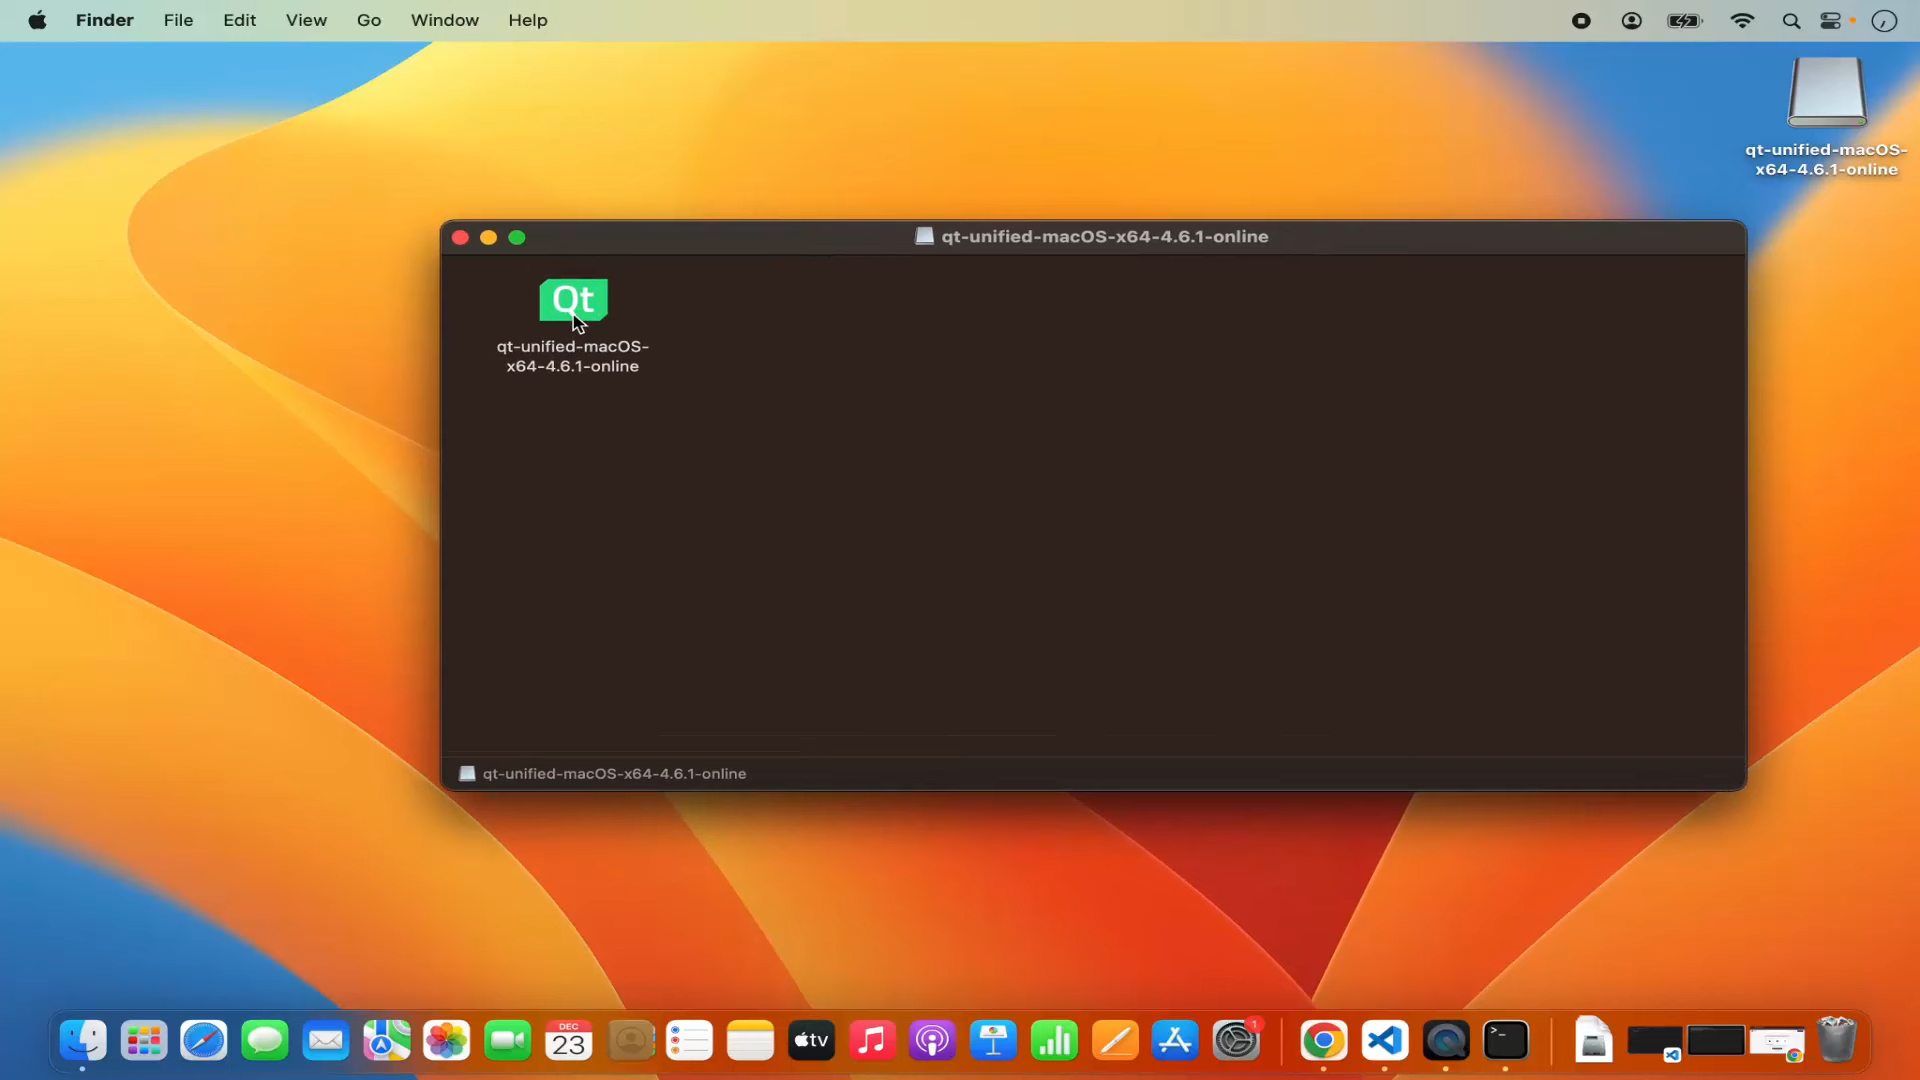 Finder File Edit View Go Window Help
qt-unified-macOS-
x64-4.6.1-online
qt-unified-macOS-x64-4.6.1-online
Qt
qt-unified-macOS-
x64-4.6.1-online
qt-unified-macOS-x64-4.6.1-online
DEC
23
tv
1
>_